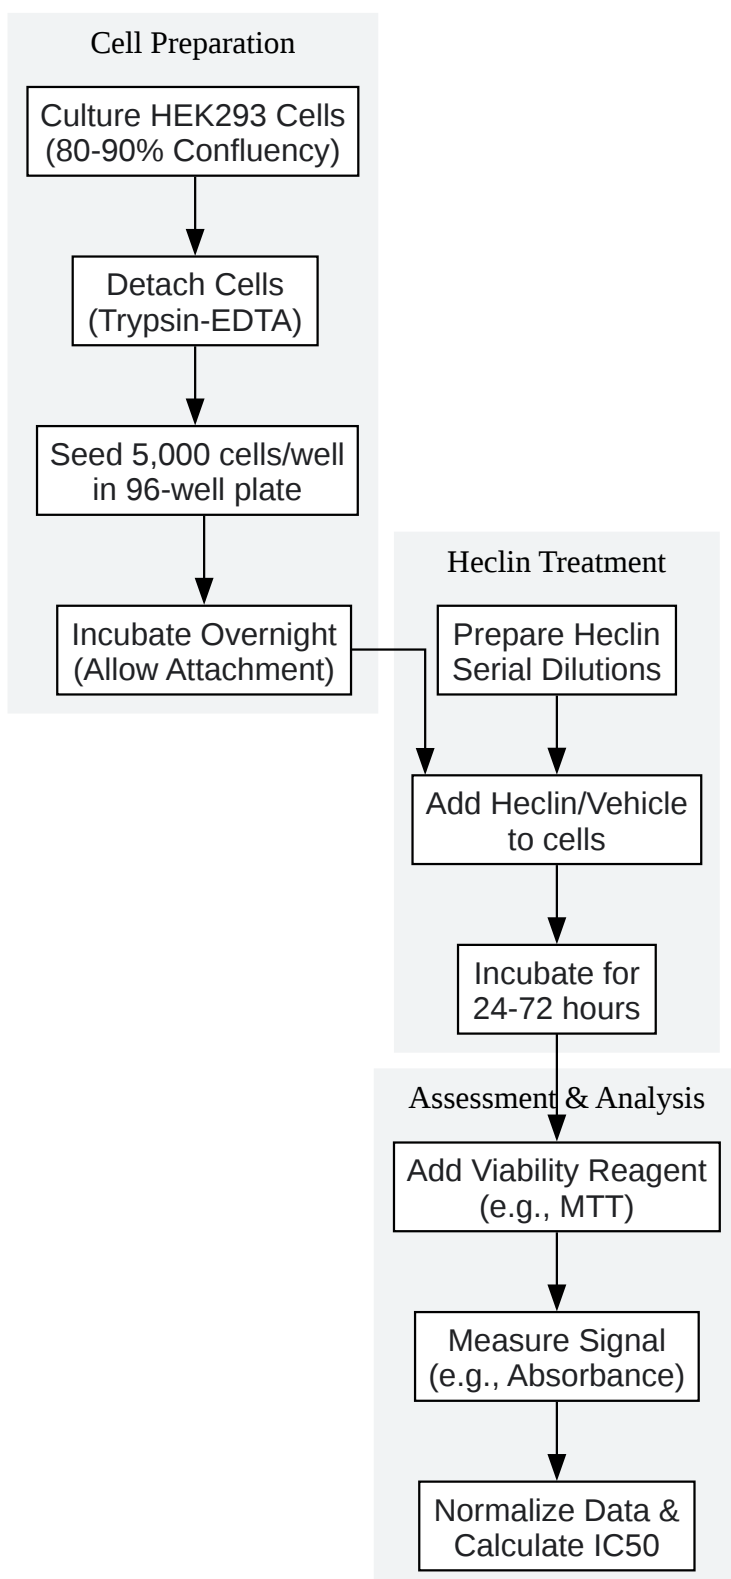 Cell Preparation
Culture HEK293 Cells
(80-90% Confluency)
Detach Cells
(Trypsin-EDTA)
Seed 5,000 cells/well
in 96-well plate
Incubate Overnight
(Allow Attachment)
Heclin Treatment
Prepare Heclin
Serial Dilutions
Add Heclin/Vehicle
to cells
Incubate for
24-72 hours
Assessment & Analysis
Add Viability Reagent
(e.g., MTT)
Measure Signal
(e.g., Absorbance)
Normalize Data &
Calculate IC50